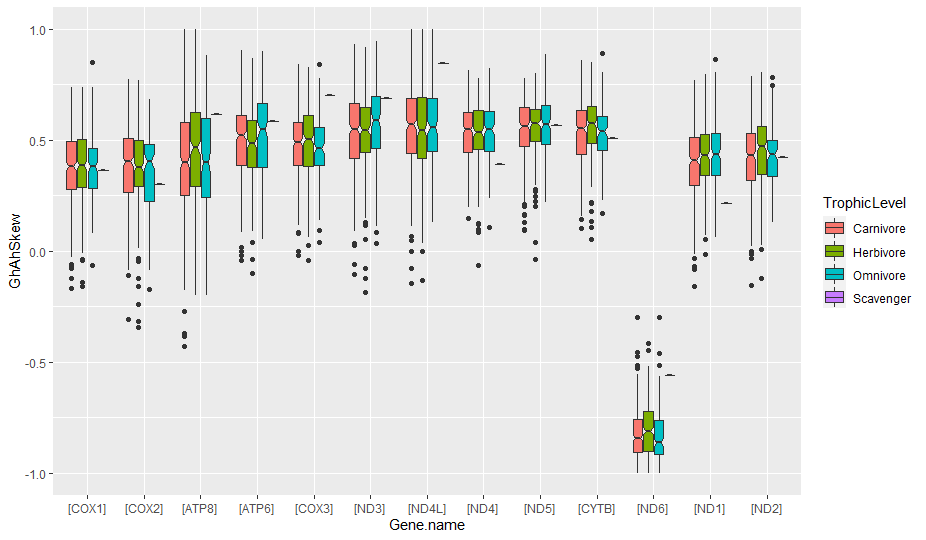 GhAhSkew
1.0
0.5
0.0
-0.5
-1.0
[COX1] [COX2] [ATP8] [ATP6] [COX3] [ND3] [ND4L] [ND4] [ND5] [CYTB] [ND6] [ND1] [ND2]
Gene.name
TrophicLevel
Carnivore
Herbivore
Omnivore
Scavenger